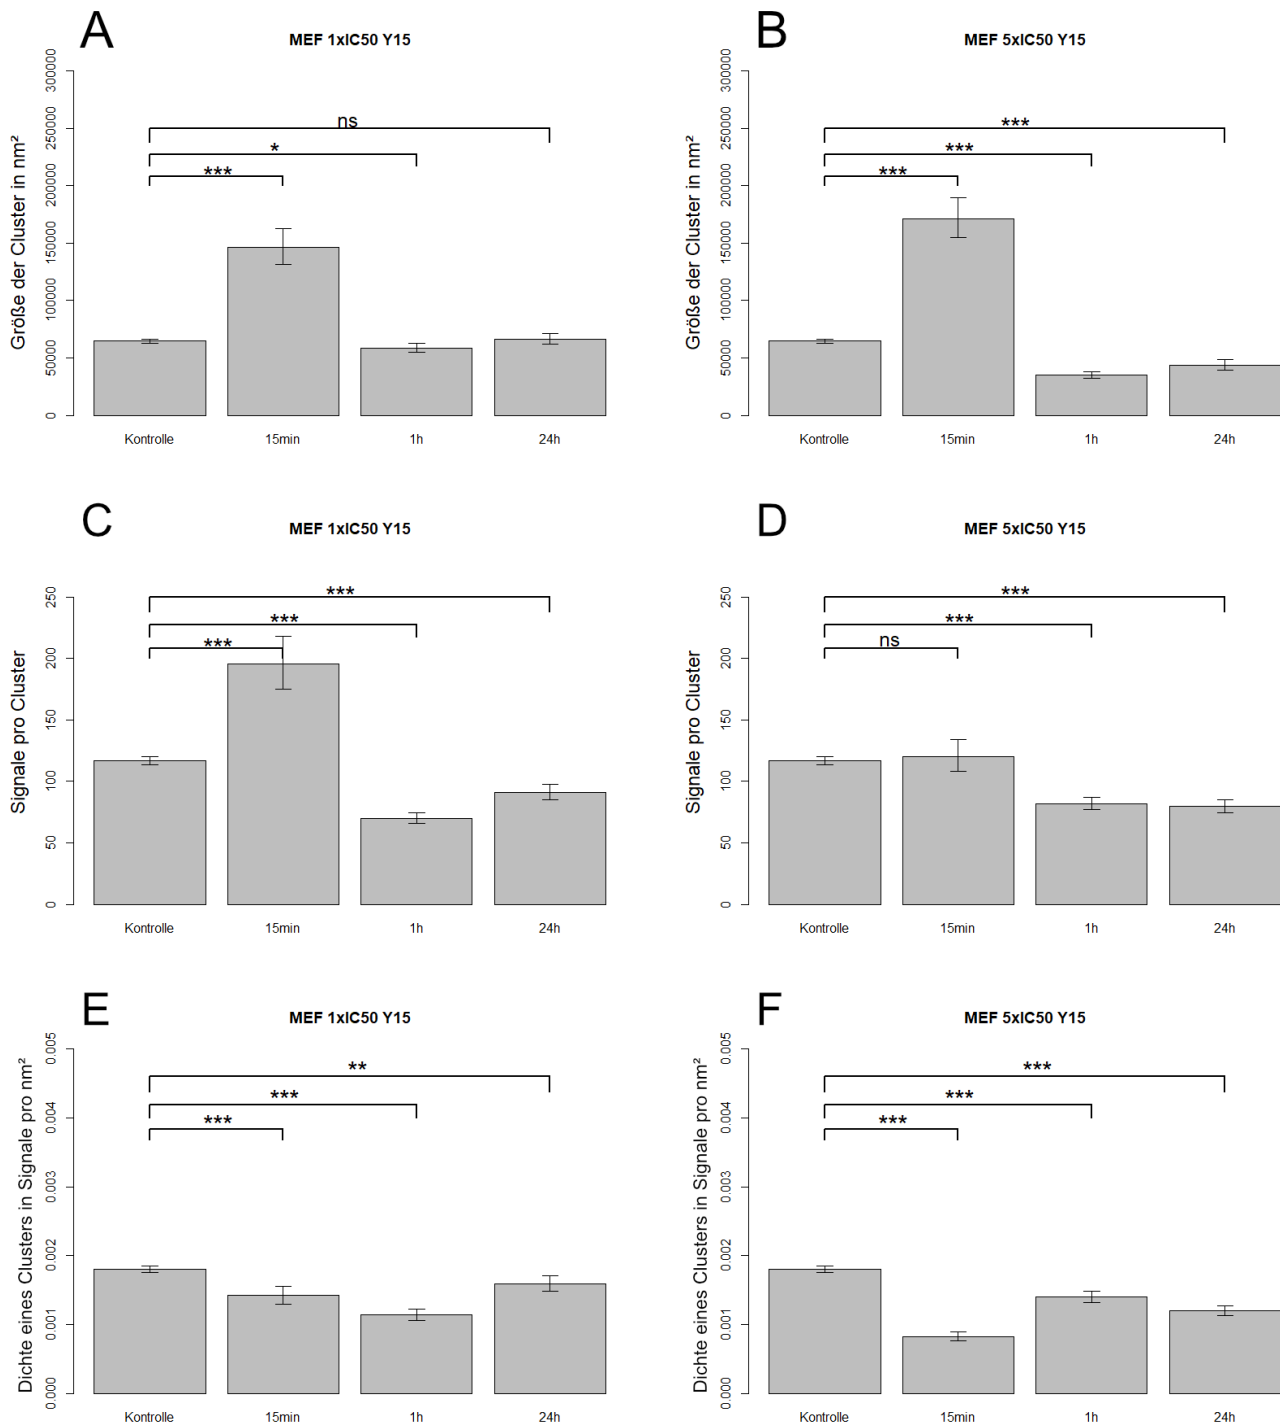 A
MEF 1xIC50 Y15
Größe der Cluster in nm²
300000
250000
200000
150000
100000
50000
0
ns
*
***
Kontrolle 15min 1h 24h
B
MEF 5xIC50 Y15
Größe der Cluster in nm²
300000
250000
200000
150000
100000
50000
0
***
***
***
Kontrolle 15min 1h 24h
C
MEF 1xIC50 Y15
Signale pro Cluster
250
200
150
100
50
0
***
***
***
Kontrolle 15min 1h 24h
D
MEF 5xIC50 Y15
Signale pro Cluster
250
200
150
100
50
0
***
***
ns
Kontrolle 15min 1h 24h
E
MEF 1xIC50 Y15
Dichte eines Clusters in Signale pro nm²
0.005
0.004
0.003
0.002
0.001
0.000
**
***
***
Kontrolle 15min 1h 24h
F
MEF 5xIC50 Y15
Dichte eines Clusters in Signale pro nm²
0.005
0.004
0.003
0.002
0.001
0.000
***
***
***
Kontrolle 15min 1h 24h